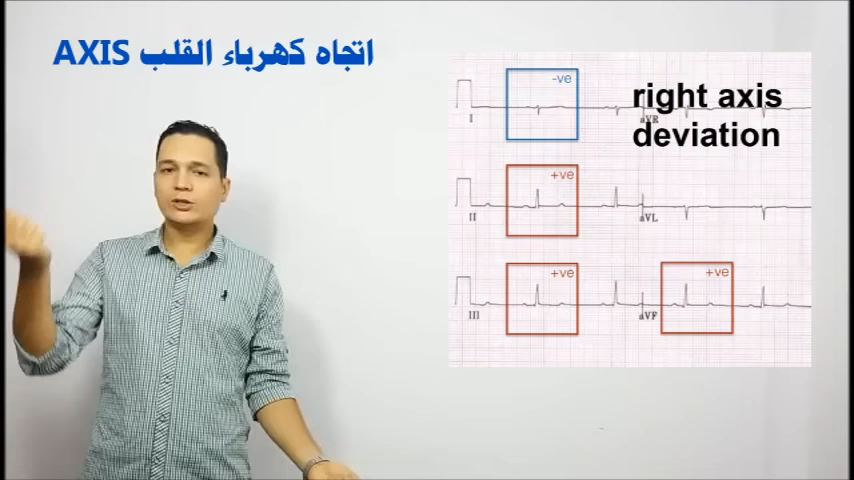 اتجاه كهرباء القلب AXIS
-ve
right axis
deviation
I
aVR
+ve
II
aVL
+ve
+ve
III
aVF